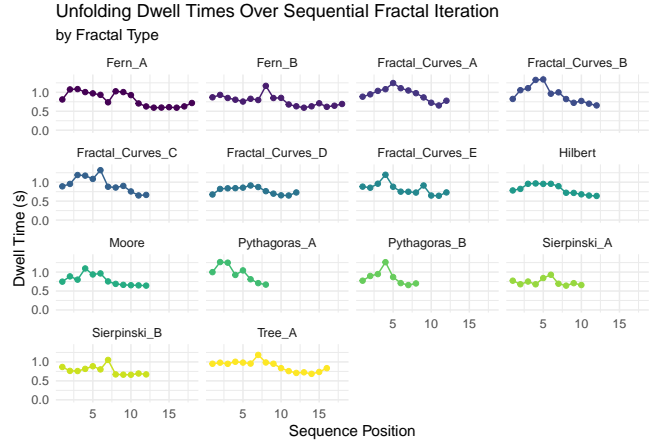 Unfolding Dwell Times Over Sequential Fractal Iteration
by Fractal Type
Fern_A Fern_B Fractal_Curves_A Fractal_Curves_B
1.0
0.5
0.0
Fractal_Curves_C Fractal_Curves_D Fractal_Curves_E Hilbert
1.0
0.5
0.0
Dwell Time (s)
Moore Pythagoras_A Pythagoras_B Sierpinski_A
1.0
0.5
0.0
5 10 15 5 10 15
Sierpinski_B Tree_A
1.0
0.5
0.0
5 10 15 5 10 15
Sequence Position